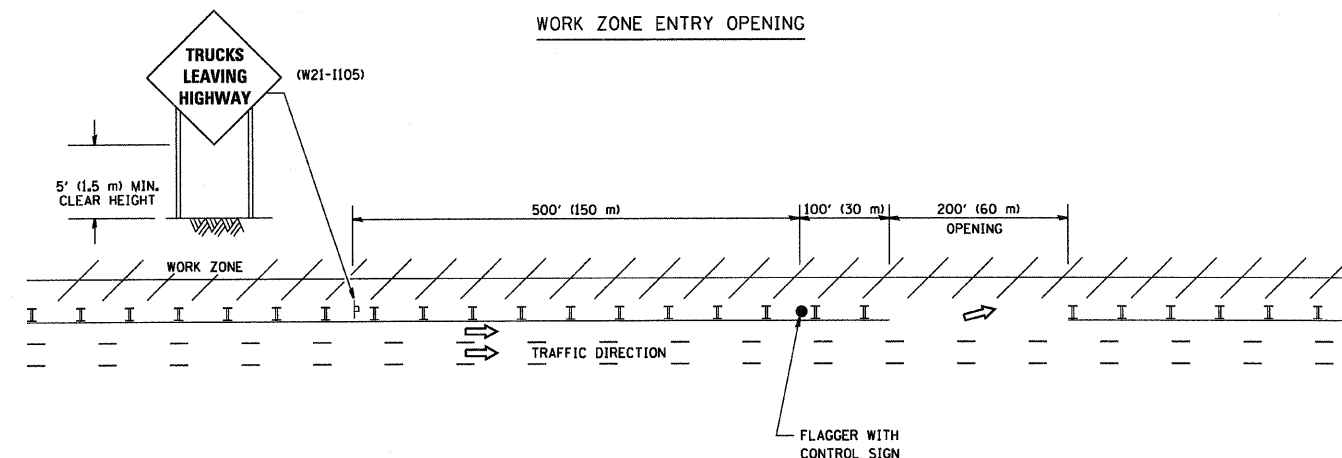 WORK ZONE ENTRY OPENING
TRUCKS
LEAVING
HIGHWAY
(W21-I105)
5' (1.5 m) MIN.
CLEAR HEIGHT
500' (150 m)
100' (30 m)
200' (60 m)
OPENING
WORK ZONE
TRAFFIC DIRECTION
FLAGGER WITH
CONTROL SIGN